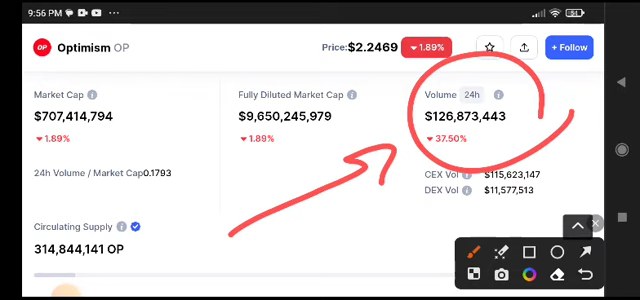 9:56 PM
51
OP Optimism OP Price:$2.2469 1.89% + Follow
Market Cap Fully Diluted Market Cap Volume 24h
$707,414,794 $9,650,245,979 $126,873,443
1.89% 1.89% 37.50%
24h Volume / Market Cap0.1793 CEX Vol $115,623,147
DEX Vol $11,577,513
Circulating Supply
314,844,141 OP